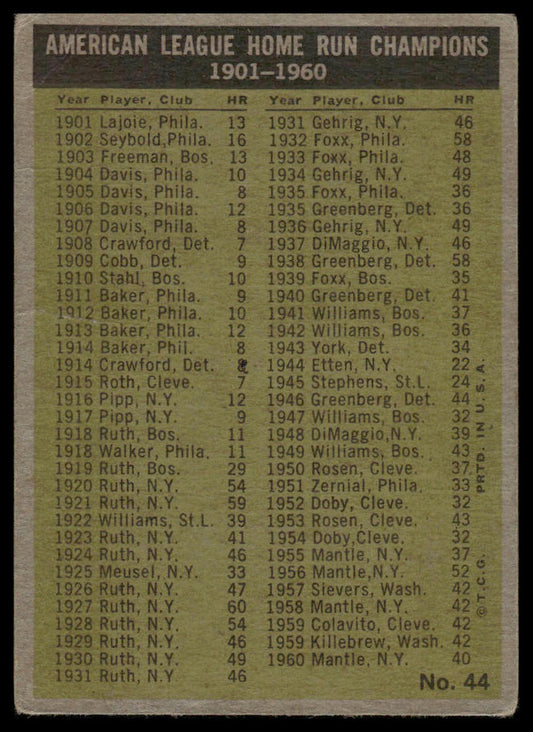 AMERICAN LEAGUE HOME RUN CHAMPIONS
1901-1960
Year Player, Club HR
1901 Lajoie, Phila. 13
1902 Seybold,Phila. 16
1903 Freeman, Bos. 13
1904 Davis, Phila. 10
1905 Davis, Phila. 8
1906 Davis, Phila. 12
1907 Davis, Phila. 8
1908 Crawford, Det. 7
1909 Cobb, Det. 9
1910 Stahl, Bos. 10
1911 Baker, Phila. 9
1912 Baker, Phila. 10
1913 Baker, Phila. 12
1914 Baker, Phil. 8
1914 Crawford, Det. 8
1915 Roth, Cleve. 7
1916 Pipp, N.Y. 12
1917 Pipp, N.Y. 9
1918 Ruth, Bos. 11
1918 Walker, Phila. 11
1919 Ruth, Bos. 29
1920 Ruth, N.Y. 54
1921 Ruth, N.Y. 59
1922 Williams, St.L. 39
1923 Ruth, N.Y. 41
1924 Ruth, N.Y. 46
1925 Meusel, N.Y. 33
1926 Ruth, N.Y. 47
1927 Ruth, N.Y. 60
1928 Ruth, N.Y. 54
1929 Ruth, N.Y. 46
1930 Ruth, N.Y. 49
1931 Ruth, N.Y. 46
Year Player, Club HR
1931 Gehrig, N.Y. 46
1932 Foxx, Phila. 58
1933 Foxx, Phila. 48
1934 Gehrig, N.Y. 49
1935 Foxx, Phila. 36
1935 Greenberg, Det. 36
1936 Gehrig, N.Y. 49
1937 DiMaggio, N.Y. 46
1938 Greenberg, Det. 58
1939 Foxx, Bos. 35
1940 Greenberg, Det. 41
1941 Williams, Bos. 37
1942 Williams, Bos. 36
1943 York, Det. 34
1944 Etten, N.Y. 22
1945 Stephens, St.L. 24
1946 Greenberg, Det. 44
1947 Williams, Bos. 32
1948 DiMaggio,N.Y. 39
1949 Williams, Bos. 43
1950 Rosen, Cleve. 37
1951 Zernial, Phila. 33
1952 Doby, Cleve. 32
1953 Rosen, Cleve. 43
1954 Doby,Cleve. 32
1955 Mantle, N.Y. 37
1956 Mantle,N.Y. 52
1957 Sievers, Wash. 42
1958 Mantle, N.Y. 42
1959 Colavito, Cleve. 42
1959 Killebrew, Wash. 42
1960 Mantle, N.Y. 40
No. 44
©T.C.G. PRTD. IN U.S.A.